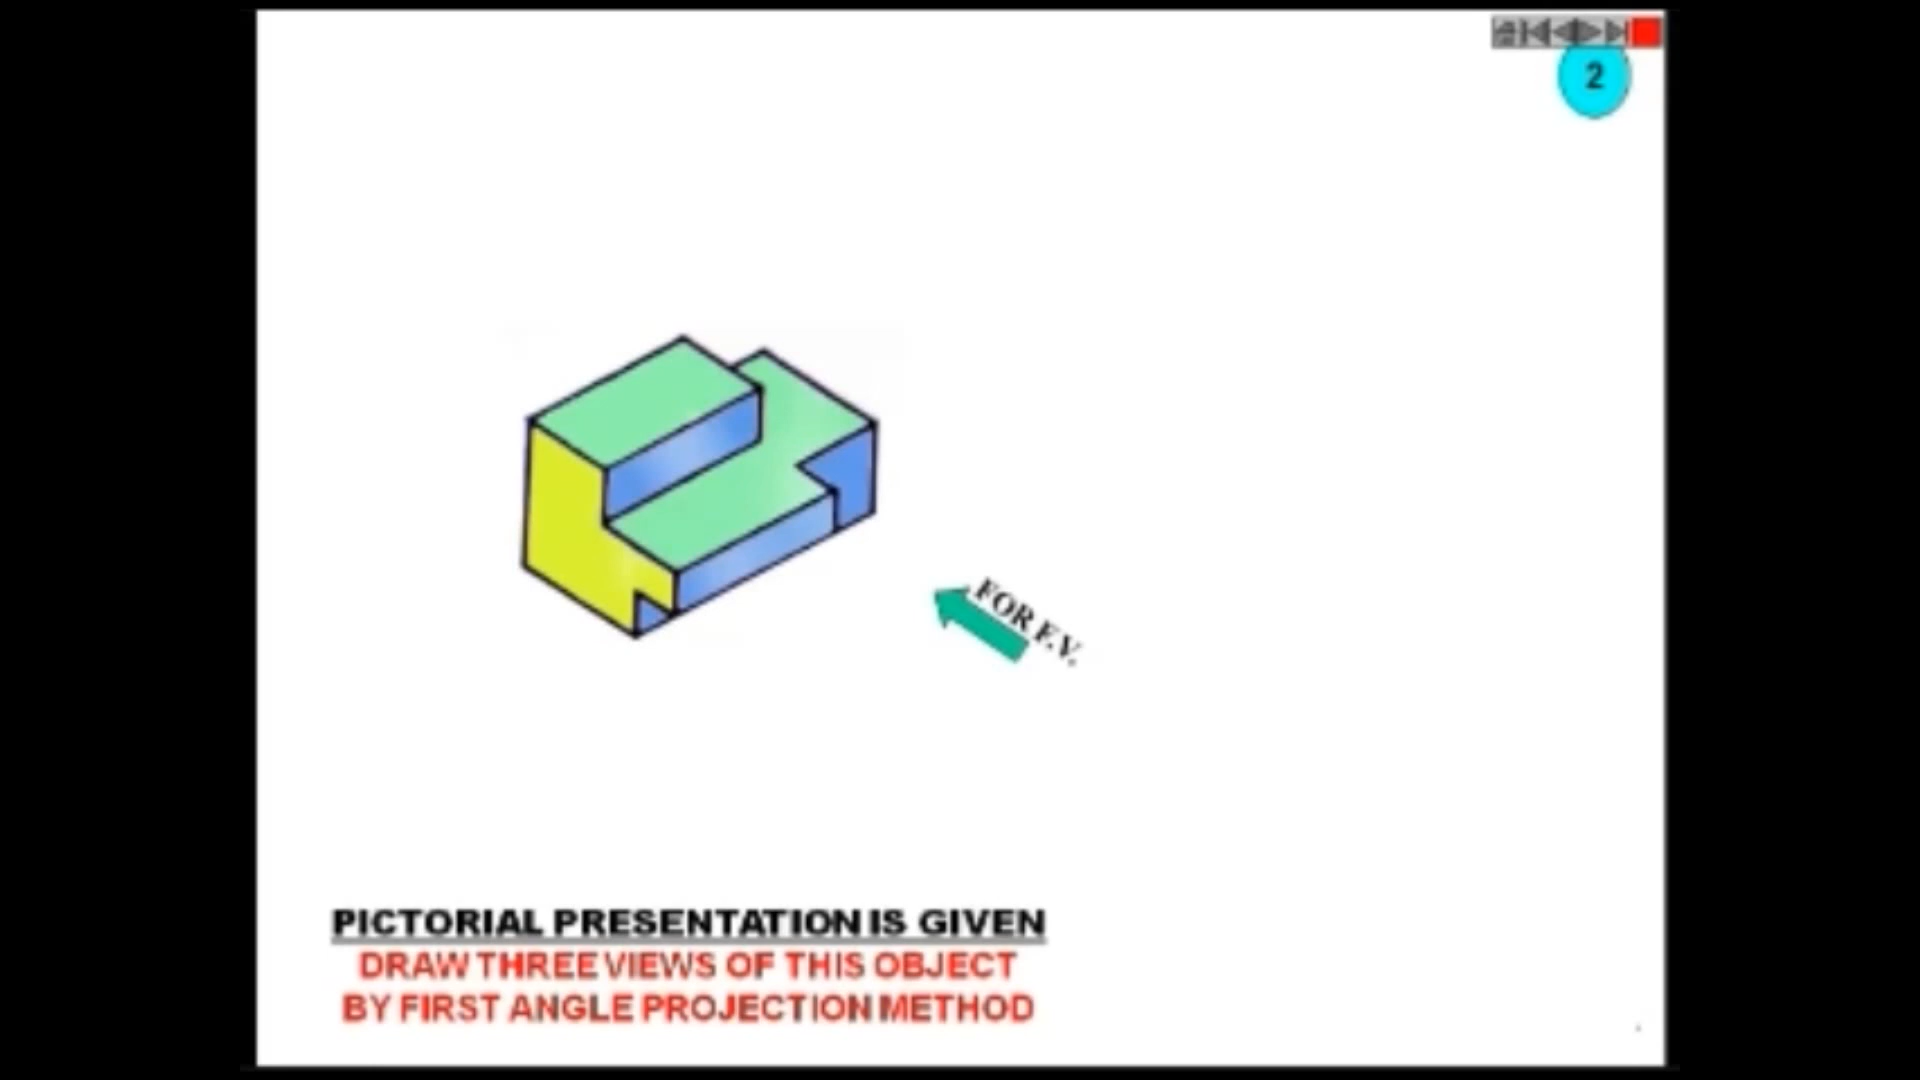 2
FOR F.V.
PICTORIAL PRESENTATION IS GIVEN
DRAW THREE VIEWS OF THIS OBJECT
BY FIRST ANGLE PROJECTION METHOD